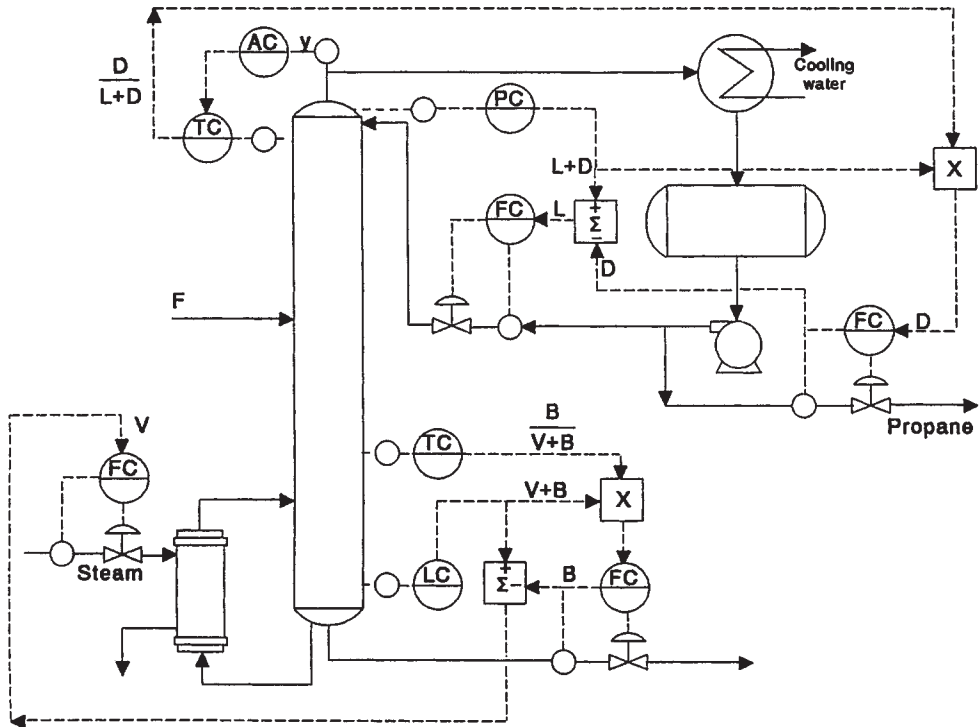 AC
y
D
L+D
TC
PC
Cooling
water
L+D
X
FC
L
+
Σ
−
D
F
FC
D
Propane
B
V+B
TC
V
FC
V+B
X
Steam
LC
+
Σ−
B
FC